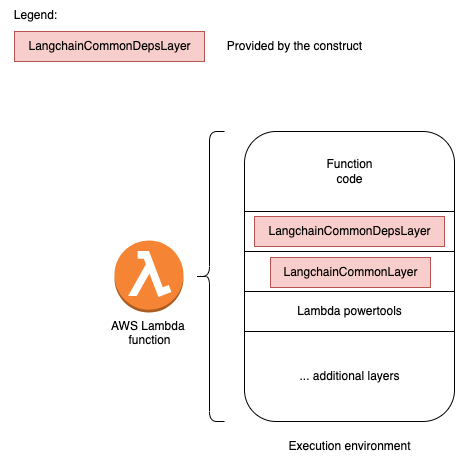 Legend:
LangchainCommonDepsLayer
Provided by the construct
Function
code
LangchainCommonDepsLayer
LangchainCommonLayer
Lambda powertools
... additional layers
AWS Lambda
function
Execution environment